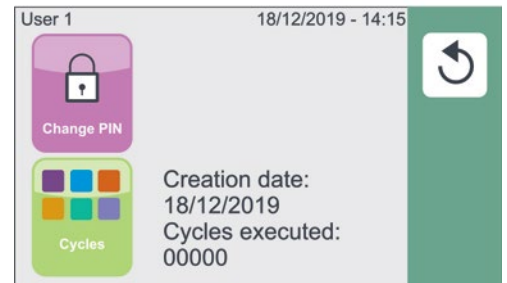 User 1
18/12/2019 - 14:15
Change PIN
Cycles
Creation date:
18/12/2019
Cycles executed:
00000